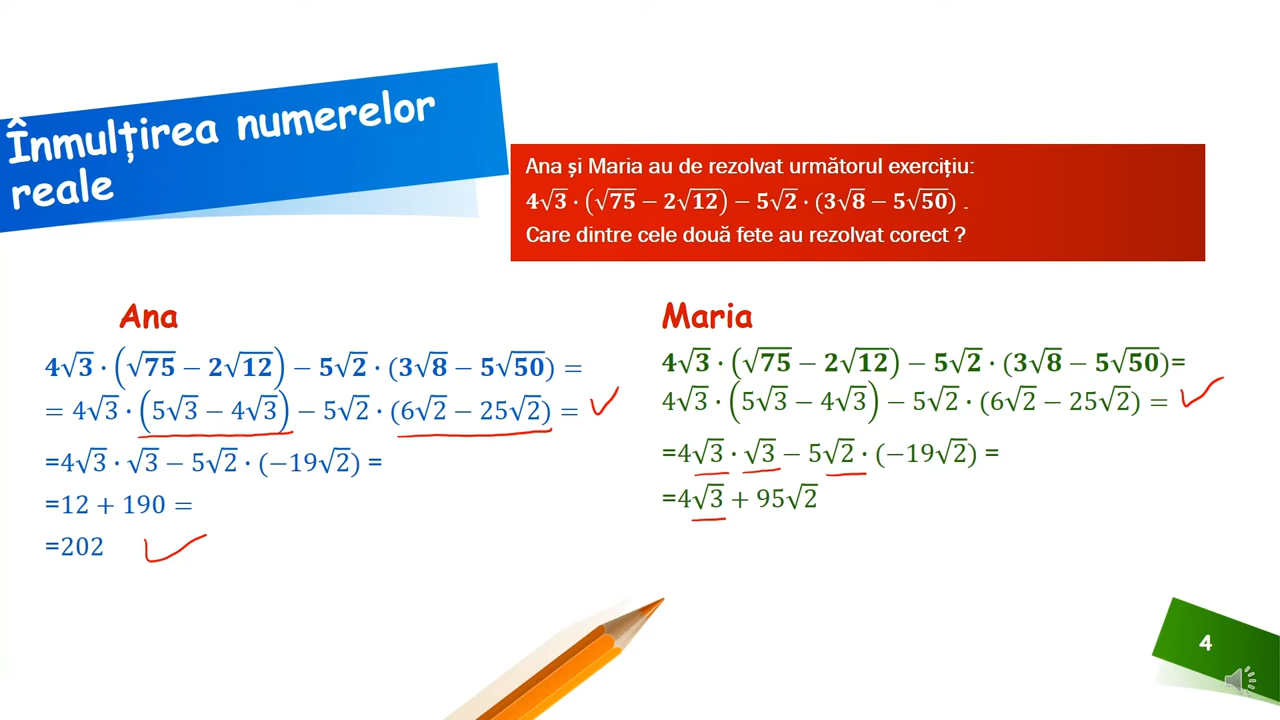 Înmulțirea numerelor
reale
Ana și Maria au de rezolvat următorul exercițiu:
4√3 · (√75 − 2√12) − 5√2 · (3√8 − 5√50) .
Care dintre cele două fete au rezolvat corect ?
Ana
4√3 · (√75 − 2√12) − 5√2 · (3√8 − 5√50) =
= 4√3 · (5√3 − 4√3) − 5√2 · (6√2 − 25√2) =
=4√3 · √3 − 5√2 · (−19√2) =
=12 + 190 =
=202
Maria
4√3 · (√75 − 2√12) − 5√2 · (3√8 − 5√50)=
4√3 · (5√3 − 4√3) − 5√2 · (6√2 − 25√2) =
=4√3 · √3 − 5√2 · (−19√2) =
=4√3 + 95√2
4